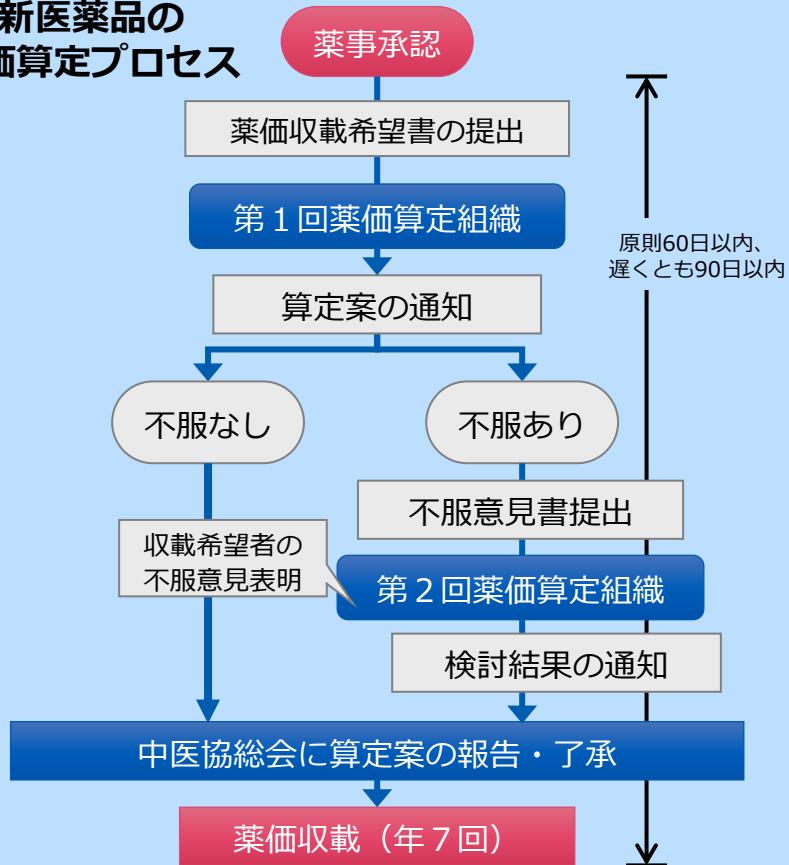 新医薬品の
価算定プロセス
薬事承認
薬価収載希望書の提出
第１回薬価算定組織
原則60日以内、
遅くとも90日以内
算定案の通知
不服なし
不服あり
不服意見書提出
収載希望者の
不服意見表明
第２回薬価算定組織
検討結果の通知
中医協総会に算定案の報告・了承
薬価収載（年７回）